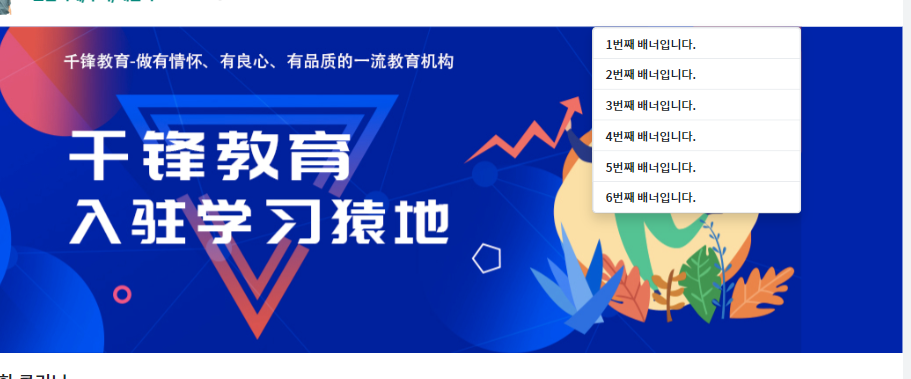 千锋教育-做有情怀、有良心、有品质的一流教育机构
千锋教育
入驻学习猿地
1번째 배너입니다.
2번째 배너입니다.
3번째 배너입니다.
4번째 배너입니다.
5번째 배너입니다.
6번째 배너입니다.